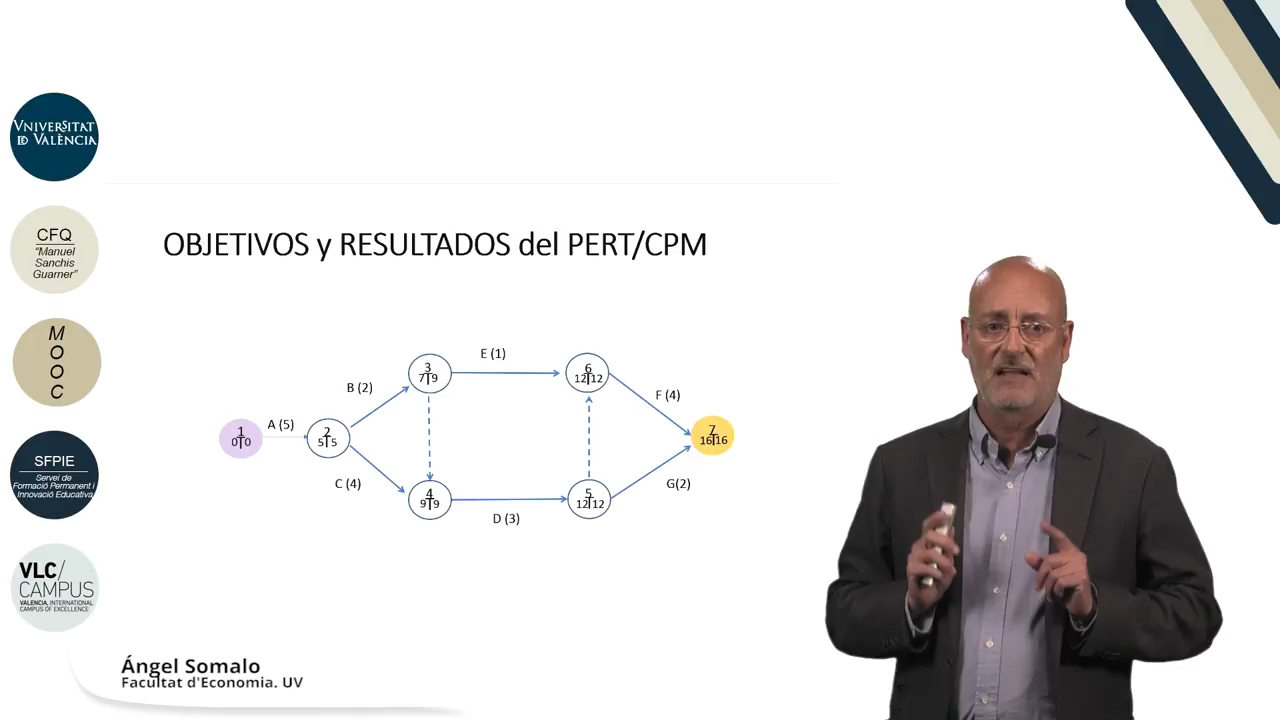 VNIVERSITAT
ID VALÈNCIA
CFQ
"Manuel
Sanchis
Guarner"
M
O
O
C
SFPIE
Servei de
Formació Permanent i
Innovació Educativa
VLC/
CAMPUS
VALENCIA, INTERNATIONAL
CAMPUS OF EXCELLENCE
OBJETIVOS y RESULTADOS del PERT/CPM
E (1)
3
7 9
6
12 12
B (2)
F (4)
A (5)
1
0 0
2
5 5
7
16 16
C (4)
G(2)
4
9 9
5
12 12
D (3)
Ángel Somalo
Facultat d'Economia. UV